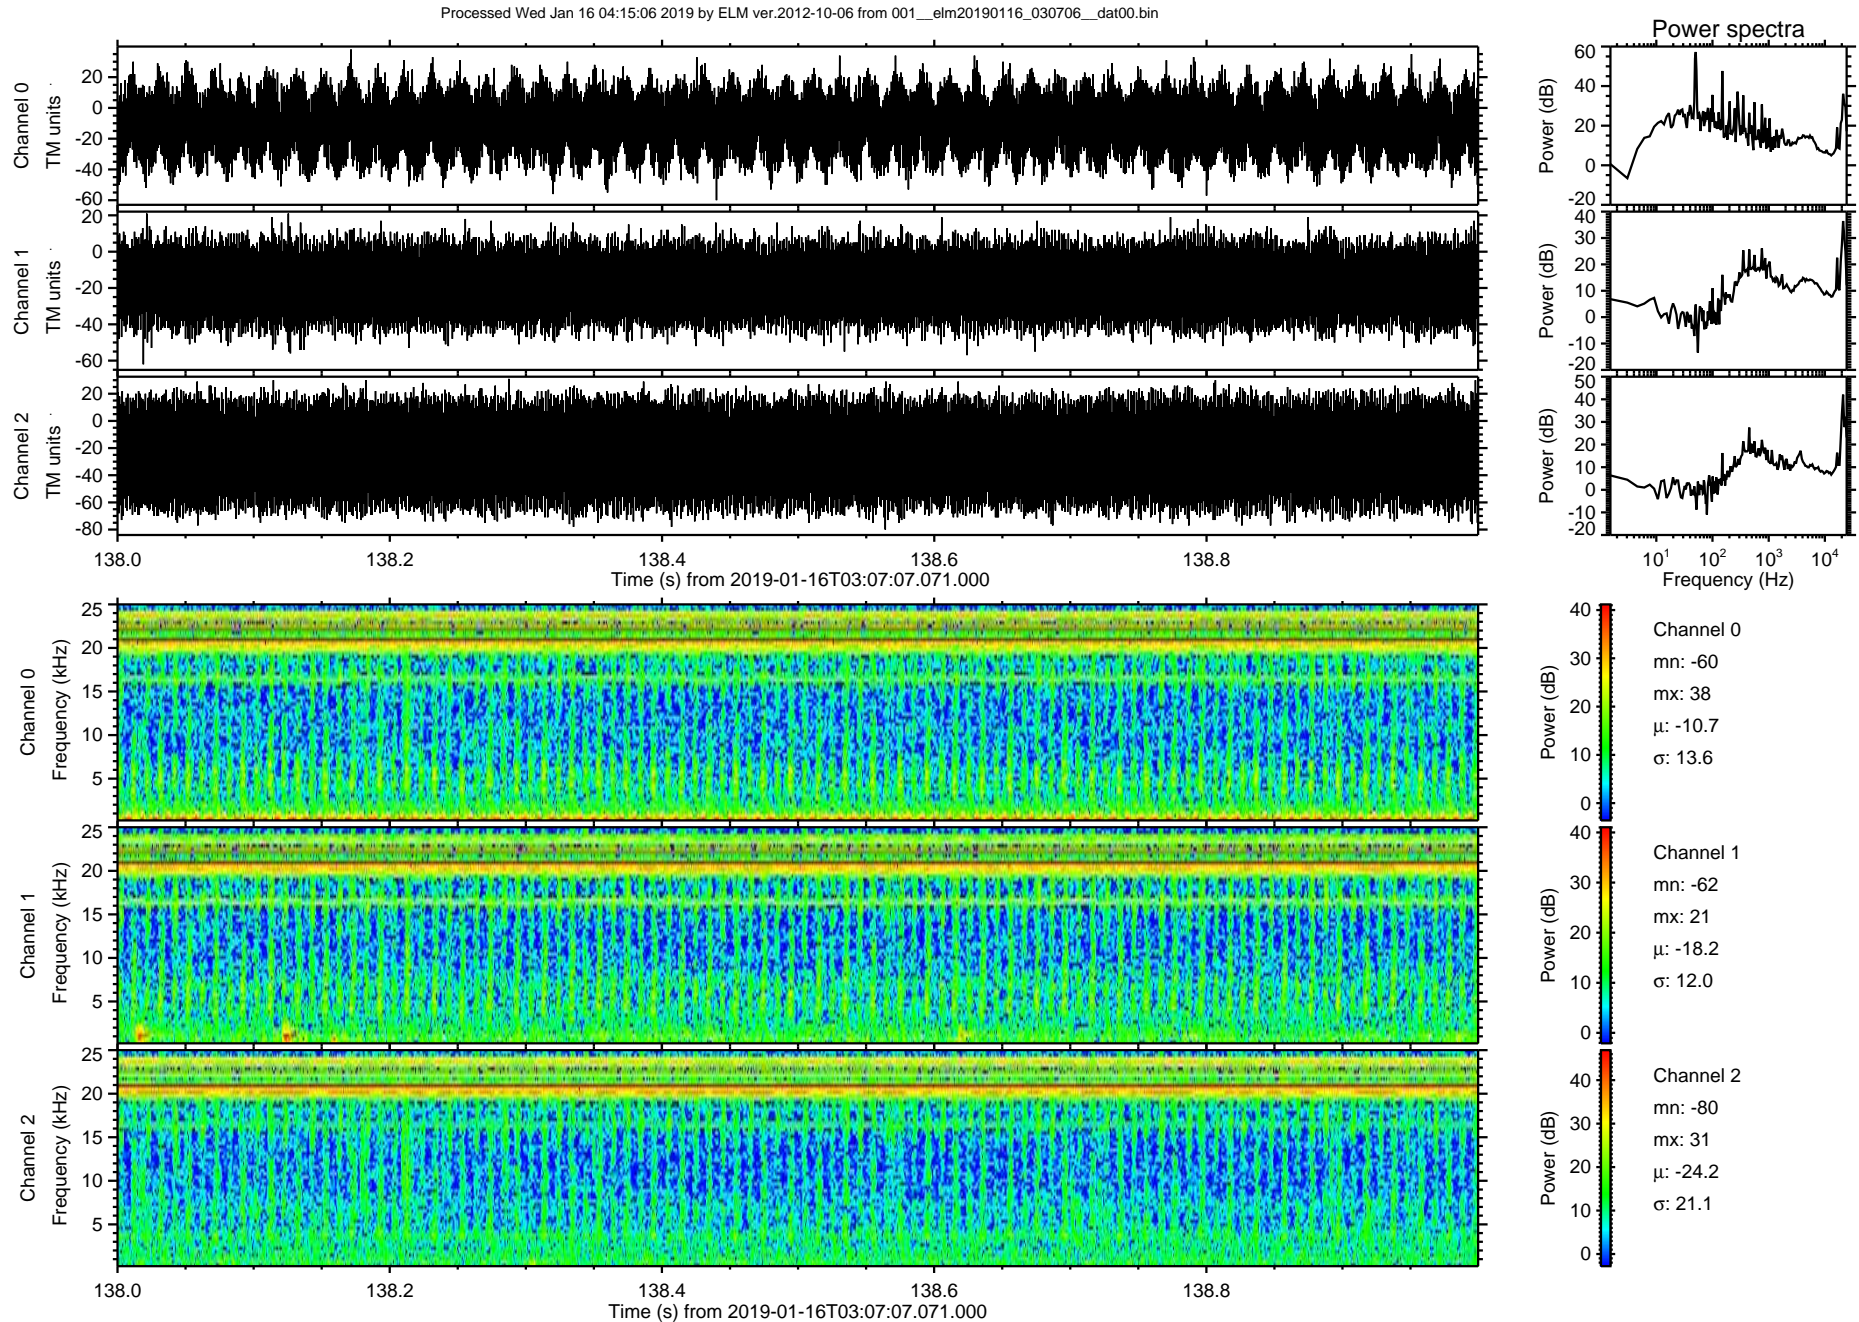 Processed Wed Jan 16 04:15:06 2019 by ELM ver.2012-10-06 from 001__elm20190116_030706__dat00.bin
Power spectra
Channel 0
TM units
20
0
-20
-40
-60
Power (dB)
60
40
20
0
-20
Channel 1
TM units
20
0
-20
-40
-60
Power (dB)
40
30
20
10
0
-10
-20
Channel 2
TM units
20
0
-20
-40
-60
-80
Power (dB)
50
40
30
20
10
0
-10
-20
138.0 138.2 138.4 138.6 138.8
Time (s) from 2019-01-16T03:07:07.071.000
10¹ 10² 10³ 10⁴
Frequency (Hz)
Channel 0
Frequency (kHz)
25
20
15
10
5
Power (dB)
40
30
20
10
0
Channel 0
mn: -60
mx: 38
µ: -10.7
σ: 13.6
Channel 1
Frequency (kHz)
25
20
15
10
5
Power (dB)
40
30
20
10
0
Channel 1
mn: -62
mx: 21
µ: -18.2
σ: 12.0
Channel 2
Frequency (kHz)
25
20
15
10
5
Power (dB)
40
30
20
10
0
Channel 2
mn: -80
mx: 31
µ: -24.2
σ: 21.1
138.0 138.2 138.4 138.6 138.8
Time (s) from 2019-01-16T03:07:07.071.000